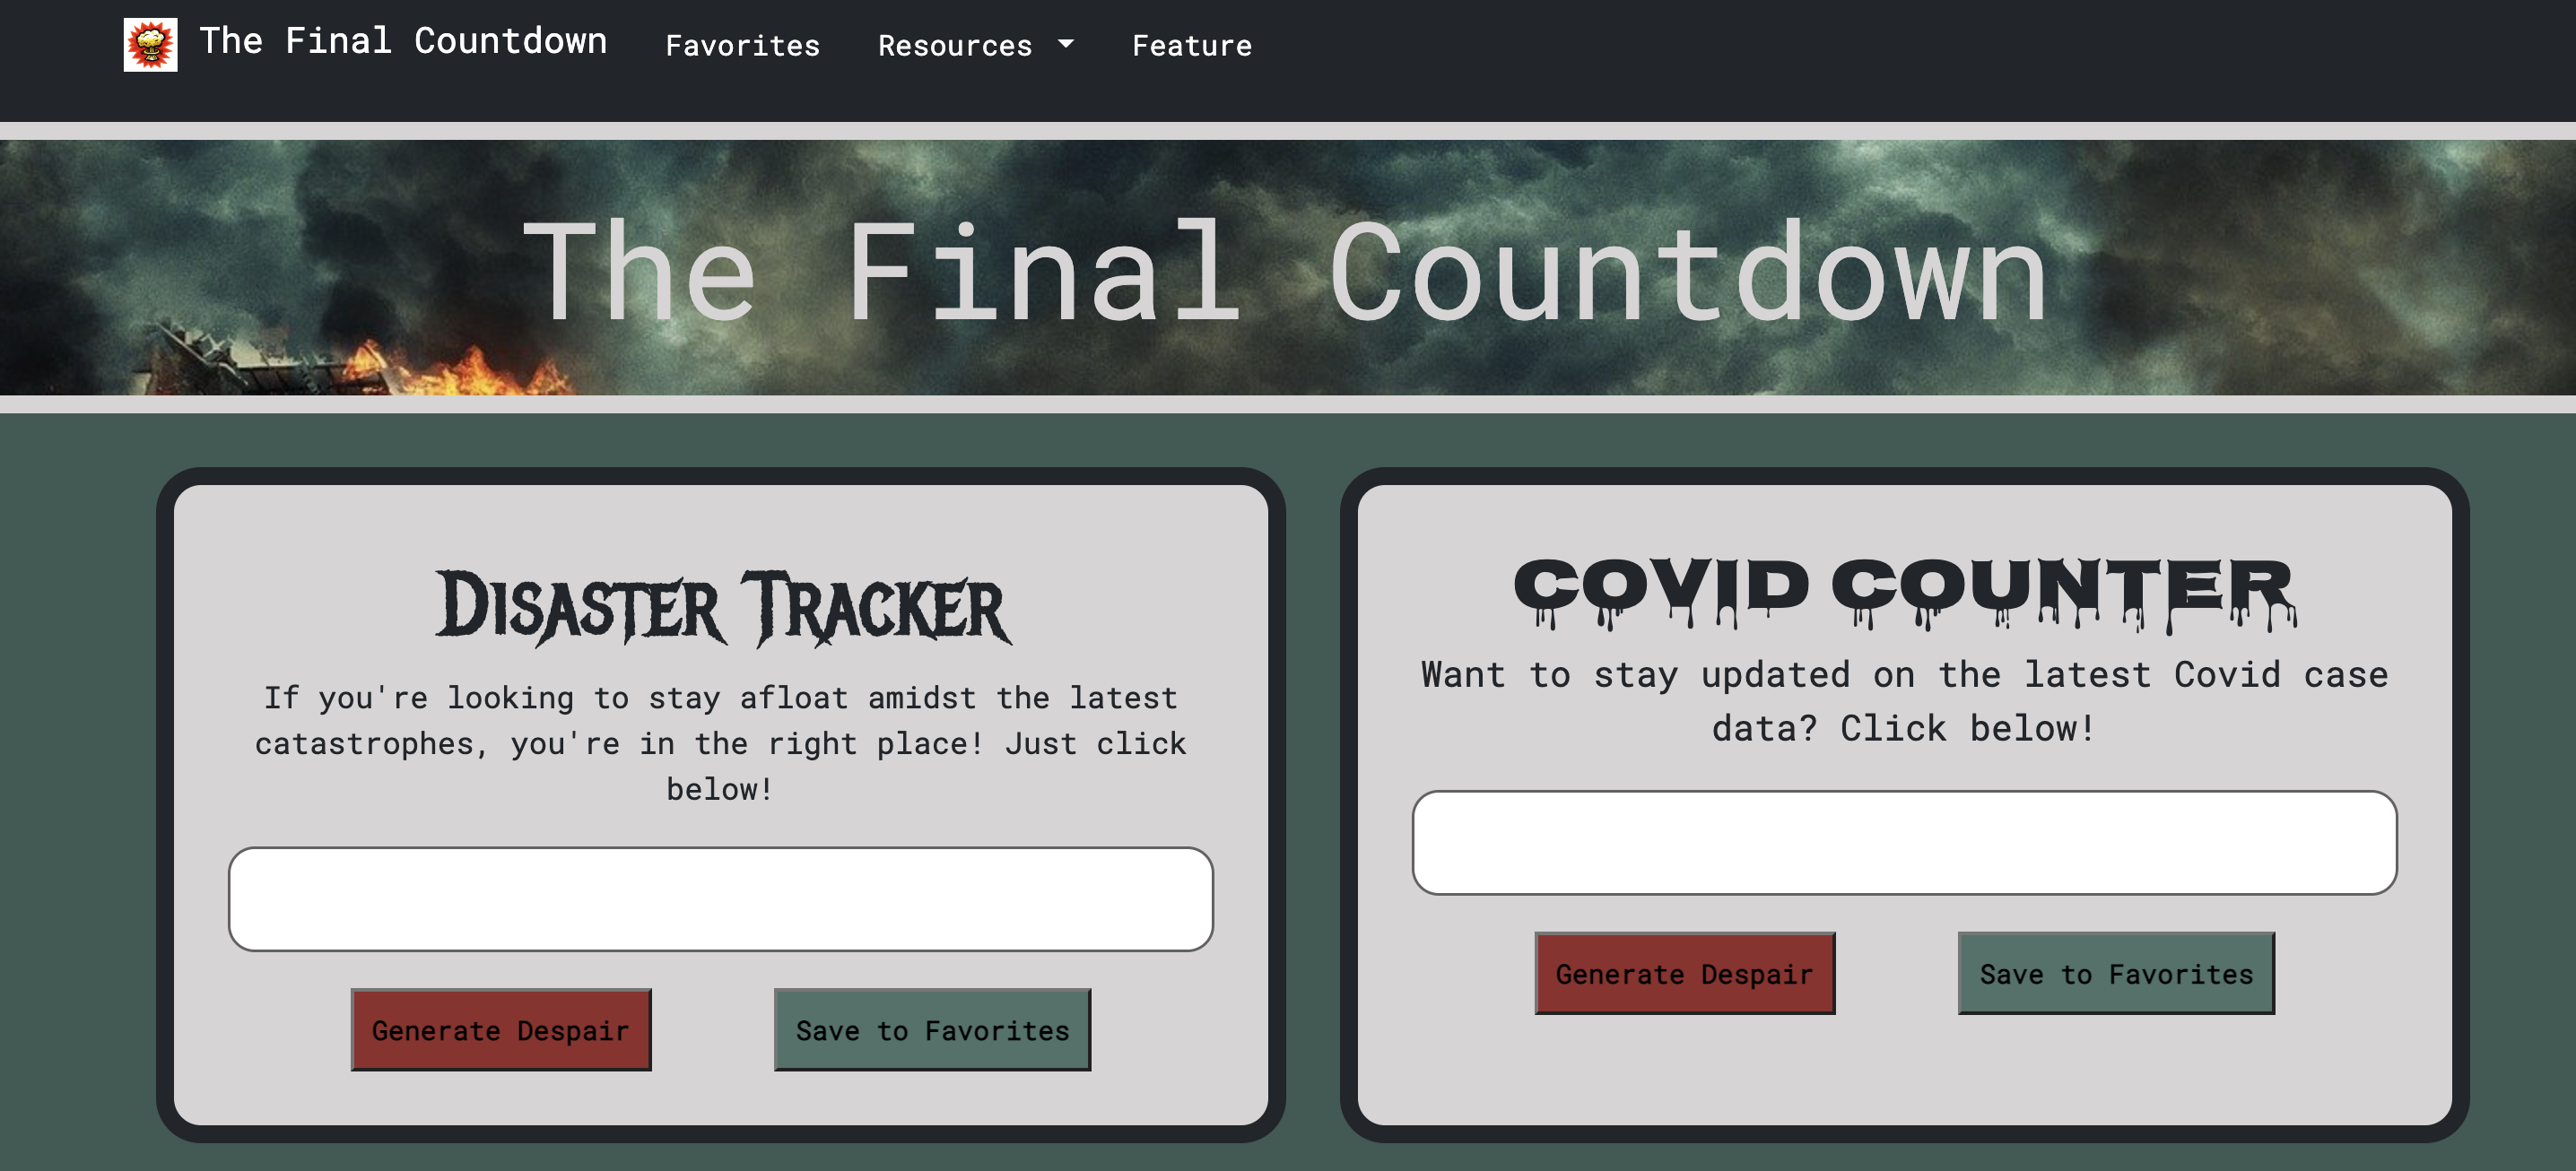 The Final Countdown Favorites Resources Feature
The Final Countdown
Disaster Tracker
If you're looking to stay afloat amidst the latest
catastrophes, you're in the right place! Just click
below!
Generate Despair Save to Favorites
COVID COUNTER
Want to stay updated on the latest Covid case
data? Click below!
Generate Despair Save to Favorites